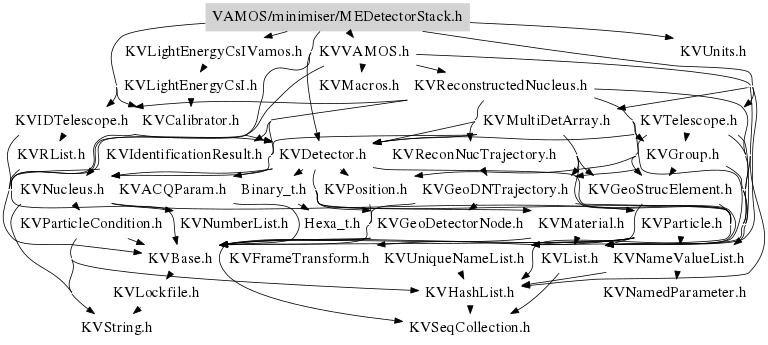 VAMOS/minimiser/MEDetectorStack.h
KVLightEnergyCsIVamos.h KVVAMOS.h KVUnits.h
KVLightEnergyCsI.h KVMacros.h KVReconstructedNucleus.h
KVIDTelescope.h KVCalibrator.h KVMultiDetArray.h KVTelescope.h
KVRList.h KVIdentificationResult.h KVDetector.h KVReconNucTrajectory.h KVGroup.h
KVNucleus.h KVACQParam.h Binary_t.h KVPosition.h KVGeoDNTrajectory.h KVGeoStrucElement.h
KVParticleCondition.h KVNumberList.h Hexa_t.h KVGeoDetectorNode.h KVMaterial.h KVParticle.h
KVBase.h KVFrameTransform.h KVUniqueNameList.h KVList.h KVNameValueList.h
KVLockfile.h KVHashList.h KVNamedParameter.h
KVString.h KVSeqCollection.h